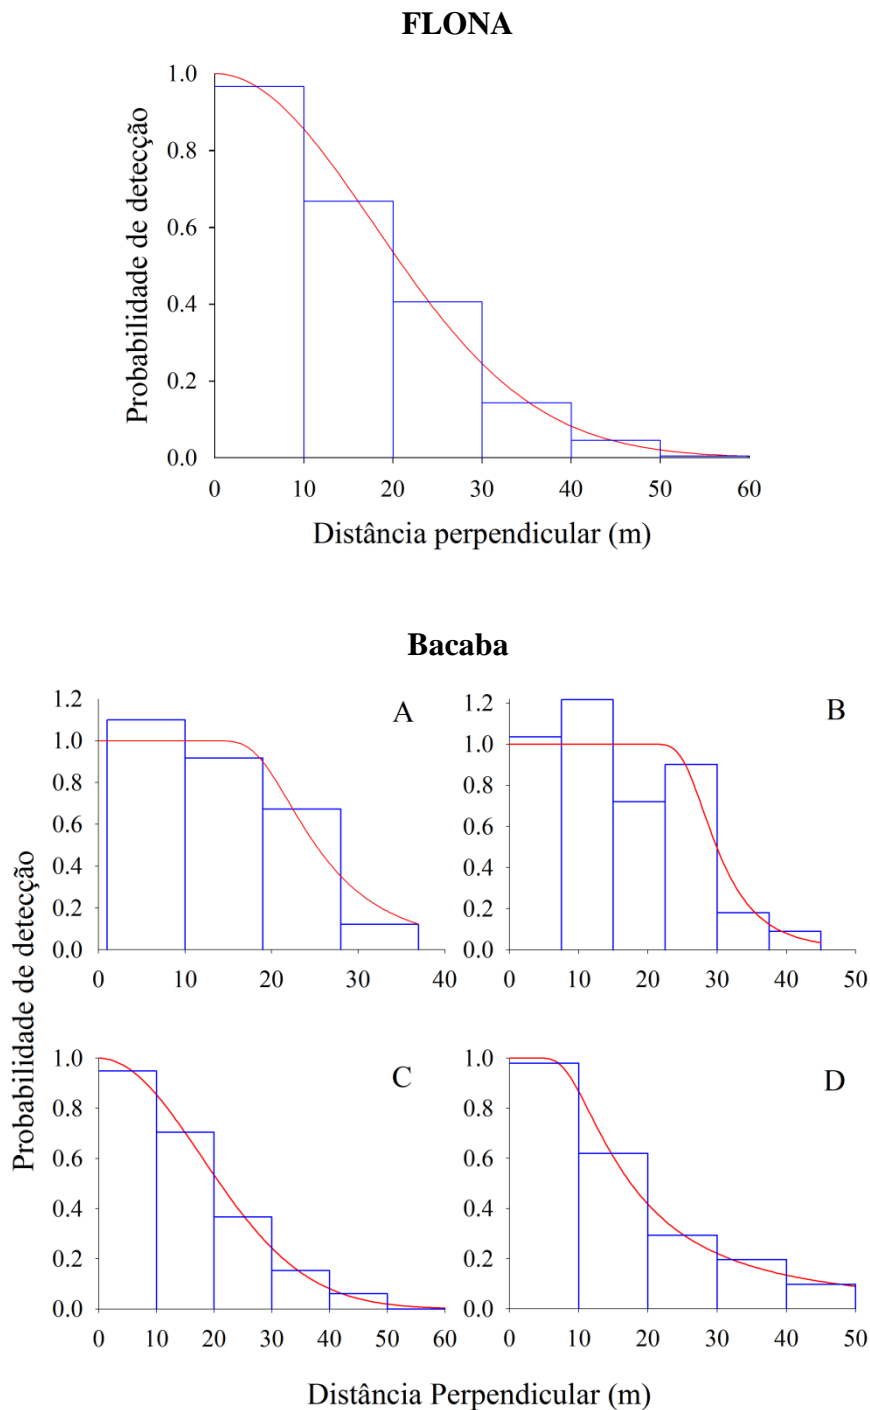 FLONA
Probabilidade de detecção
1.0
0.8
0.6
0.4
0.2
0.0
0 10 20 30 40 50 60
Distância perpendicular (m)
Bacaba
Probabilidade de detecção
A
1.2
1.0
0.8
0.6
0.4
0.2
0.0
0 10 20 30 40
B
1.2
1.0
0.8
0.6
0.4
0.2
0.0
0 10 20 30 40 50
C
1.0
0.8
0.6
0.4
0.2
0.0
0 10 20 30 40 50 60
D
1.0
0.8
0.6
0.4
0.2
0.0
0 10 20 30 40 50
Distância Perpendicular (m)